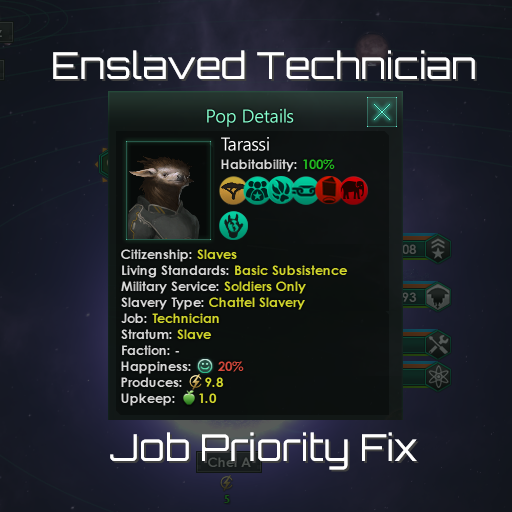 Enslaved Technician
Pop Details
Tarassi
Habitability: 100%
Citizenship: Slaves
Living Standards: Basic Subsistence
Military Service: Soldiers Only
Slavery Type: Chattel Slavery
Job: Technician
Stratum: Slave
Faction: -
Happiness: 20%
Produces: 9.8
Upkeep: 1.0
08
93
Job Priority Fix
"Chel A"
5